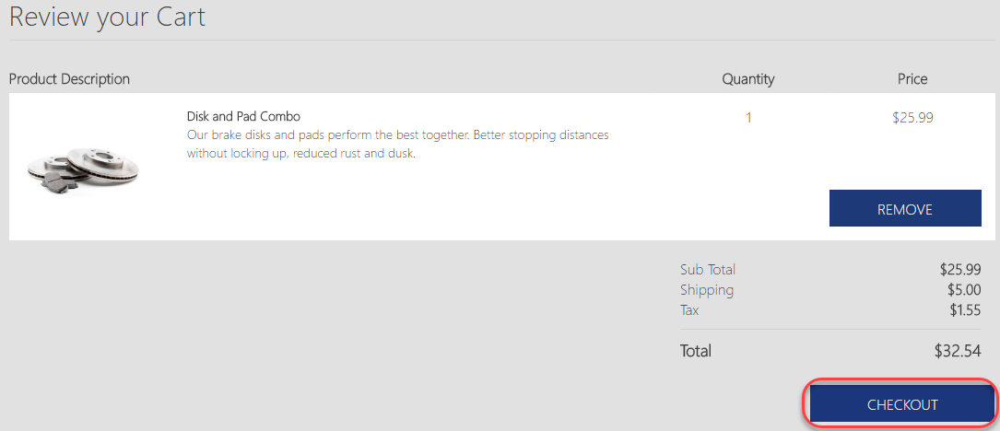 Review your Cart
Product Description Quantity Price
Disk and Pad Combo 1 $25.99
Our brake disks and pads perform the best together. Better stopping distances
without locking up, reduced rust and dusk.
REMOVE
Sub Total $25.99
Shipping $5.00
Tax $1.55
Total $32.54
CHECKOUT